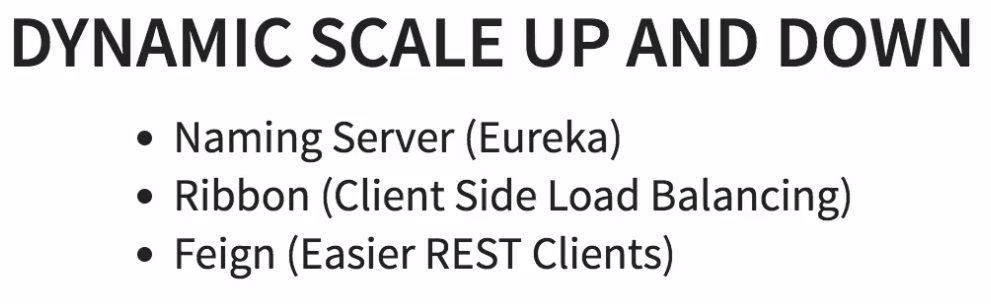 DYNAMIC SCALE UP AND DOWN
• Naming Server (Eureka)
• Ribbon (Client Side Load Balancing)
• Feign (Easier REST Clients)